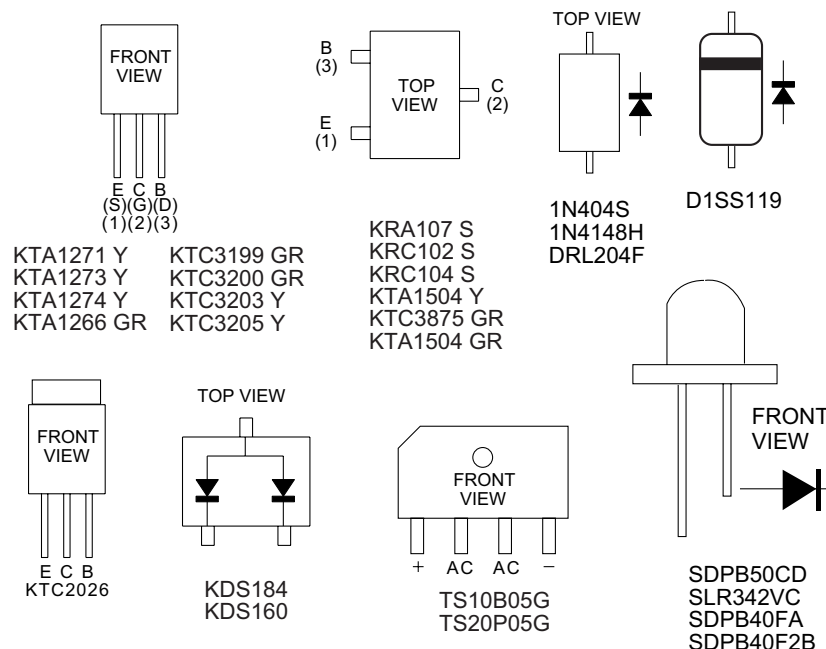 FRONT
VIEW
E C B
(S) (G) (D)
(1) (2) (3)
KTA1271 Y KTC3199 GR
KTA1273 Y KTC3200 GR
KTA1274 Y KTC3203 Y
KTA1266 GR KTC3205 Y
B
(3)
TOP
VIEW
C
(2)
E
(1)
KRA107 S
KRC102 S
KRC104 S
KTA1504 Y
KTC3875 GR
KTA1504 GR
TOP VIEW
1N404S
1N4148H
DRL204F
D1SS119
FRONT
VIEW
E C B
KTC2026
TOP VIEW
KDS184
KDS160
FRONT
VIEW
+ AC AC −
TS10B05G
TS20P05G
FRONT
VIEW
SDPB50CD
SLR342VC
SDPB40FA
SDPB40F2B